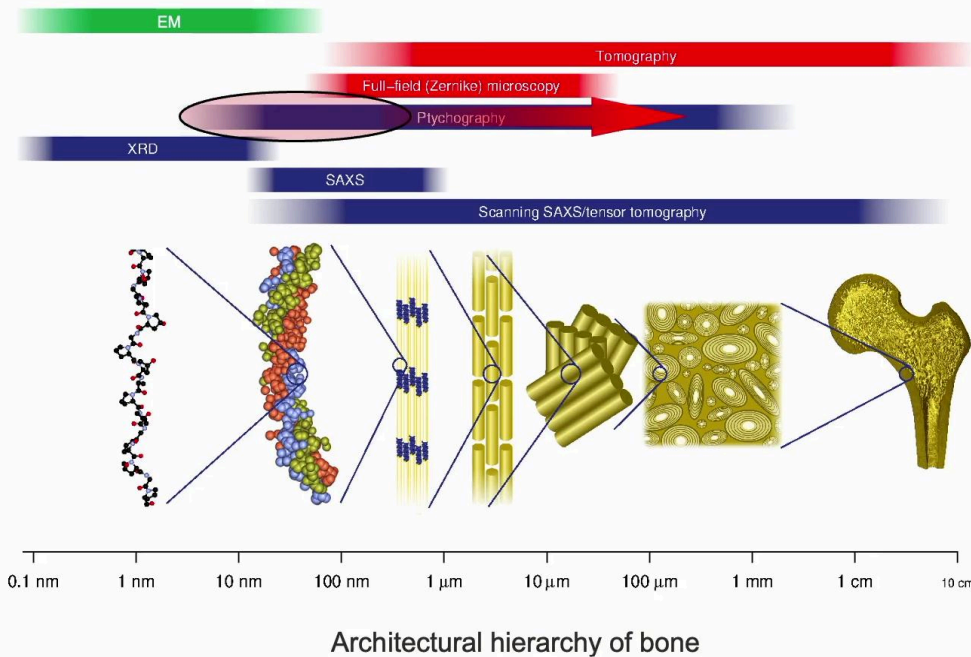 EM
Tomography
Full-field (Zernike) microscopy
Ptychography
XRD
SAXS
Scanning SAXS/tensor tomography
0.1 nm 1 nm 10 nm 100 nm 1 μm 10 μm 100 μm 1 mm 1 cm 10 cm
Architectural hierarchy of bone